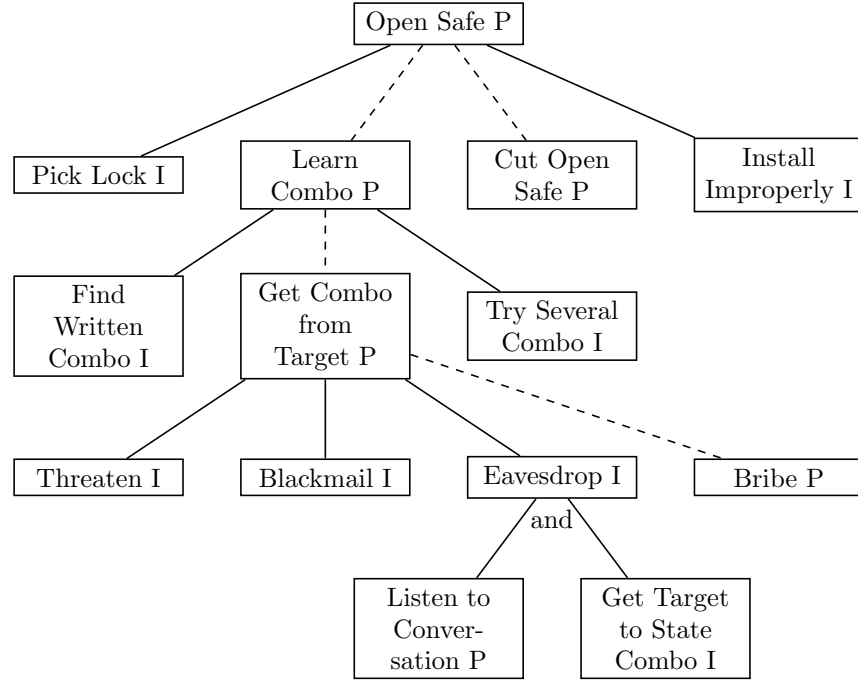 Open Safe P
Pick Lock I
Learn
Combo P
Cut Open
Safe P
Install
Improperly I
Find
Written
Combo I
Get Combo
from
Target P
Try Several
Combo I
Threaten I
Blackmail I
Eavesdrop I
Bribe P
and
Listen to
Conver-
sation P
Get Target
to State
Combo I